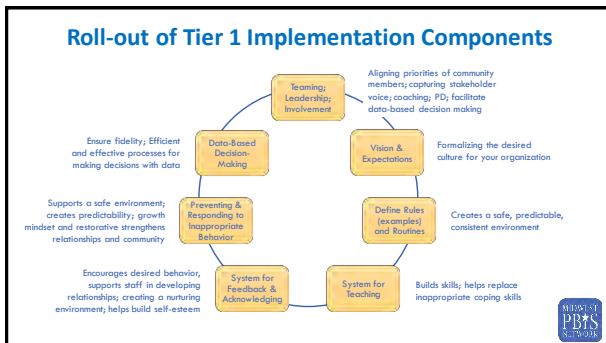 Roll-out of Tier 1 Implementation Components
Teaming;
Leadership;
Involvement
Aligning priorities of community
members; capturing stakeholder
voice; coaching; PD; facilitate
data-based decision making
Vision &
Expectations
Formalizing the desired
culture for your organization
Define Rules
(examples) and
Routines
Creates a safe, predictable,
consistent environment
System for
Teaching
Builds skills; helps replace
inappropriate coping skills
System for
Feedback &
Acknowledging
Encourages desired behavior,
supports staff in developing
relationships; creating a nurturing
environment; helps build self-esteem
Preventing &
Responding to
Inappropriate
Behavior
Supports a safe environment;
creates predictability; growth
mindset and restorative strengthens
relationships and community
Data-Based
Decision-
Making
Ensure fidelity; Efficient
and effective processes for
making decisions with data
MIDWEST
PBIS
NETWORK